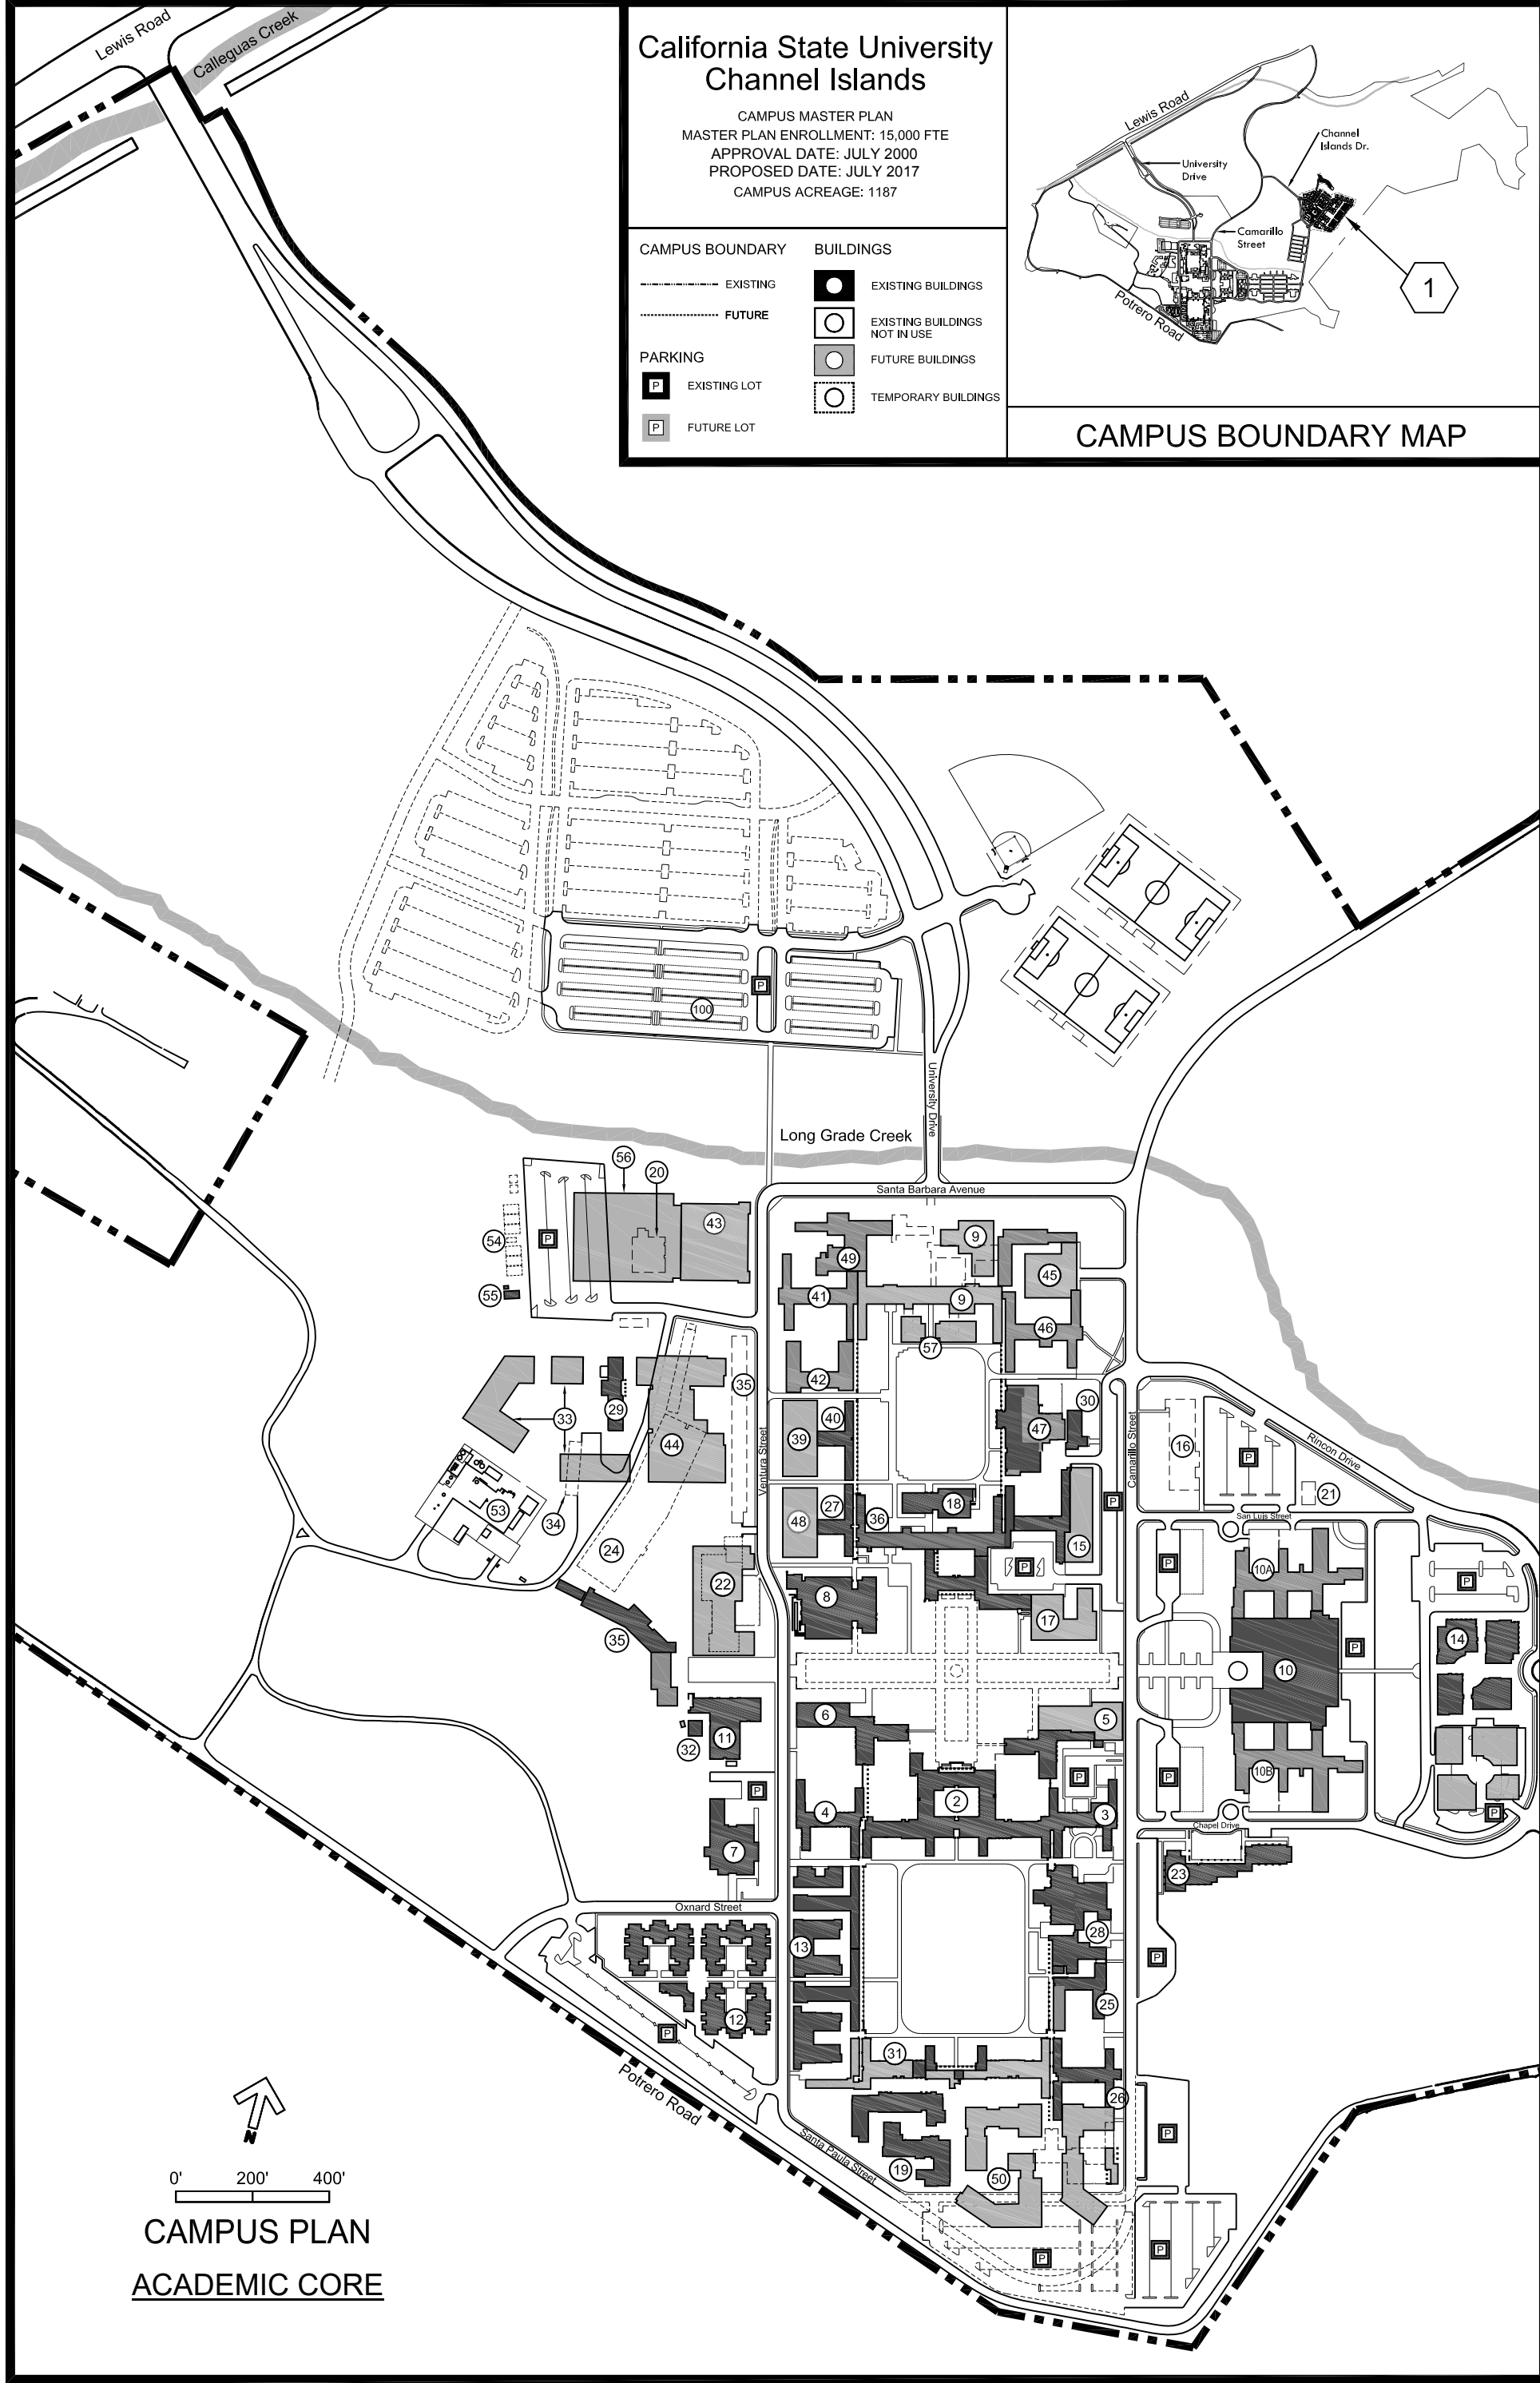 Lewis Road
Calleguas Creek
California State University
Channel Islands
CAMPUS MASTER PLAN
MASTER PLAN ENROLLMENT: 15,000 FTE
APPROVAL DATE: JULY 2000
PROPOSED DATE: JULY 2017
CAMPUS ACREAGE: 1187
CAMPUS BOUNDARY
EXISTING
FUTURE
PARKING
P EXISTING LOT
P FUTURE LOT
BUILDINGS
EXISTING BUILDINGS
EXISTING BUILDINGS
NOT IN USE
FUTURE BUILDINGS
TEMPORARY BUILDINGS
Lewis Road
University
Drive
Channel
Islands Dr.
Camarillo
Street
Potrero Road
1
CAMPUS BOUNDARY MAP
P
100
University Drive
Long Grade Creek
Santa Barbara Avenue
56
20
43
54
P
55
49
9
45
41
9
46
57
42
35
33
29
44
39
40
47
30
Ventura Street
Camarillo Street
16
P
Rincon Drive
21
San Luis Street
53
34
24
48
27
36
18
15
P
P
22
8
17
P
10A
P
35
14
P
10
6
5
11
32
P
P
2
4
3
P
10B
P
Chapel Drive
7
23
Oxnard Street
13
28
P
12
25
P
31
26
Potrero Road
Santa Paula Street
19
50
P
P
P
N
0' 200' 400'
CAMPUS PLAN
ACADEMIC CORE